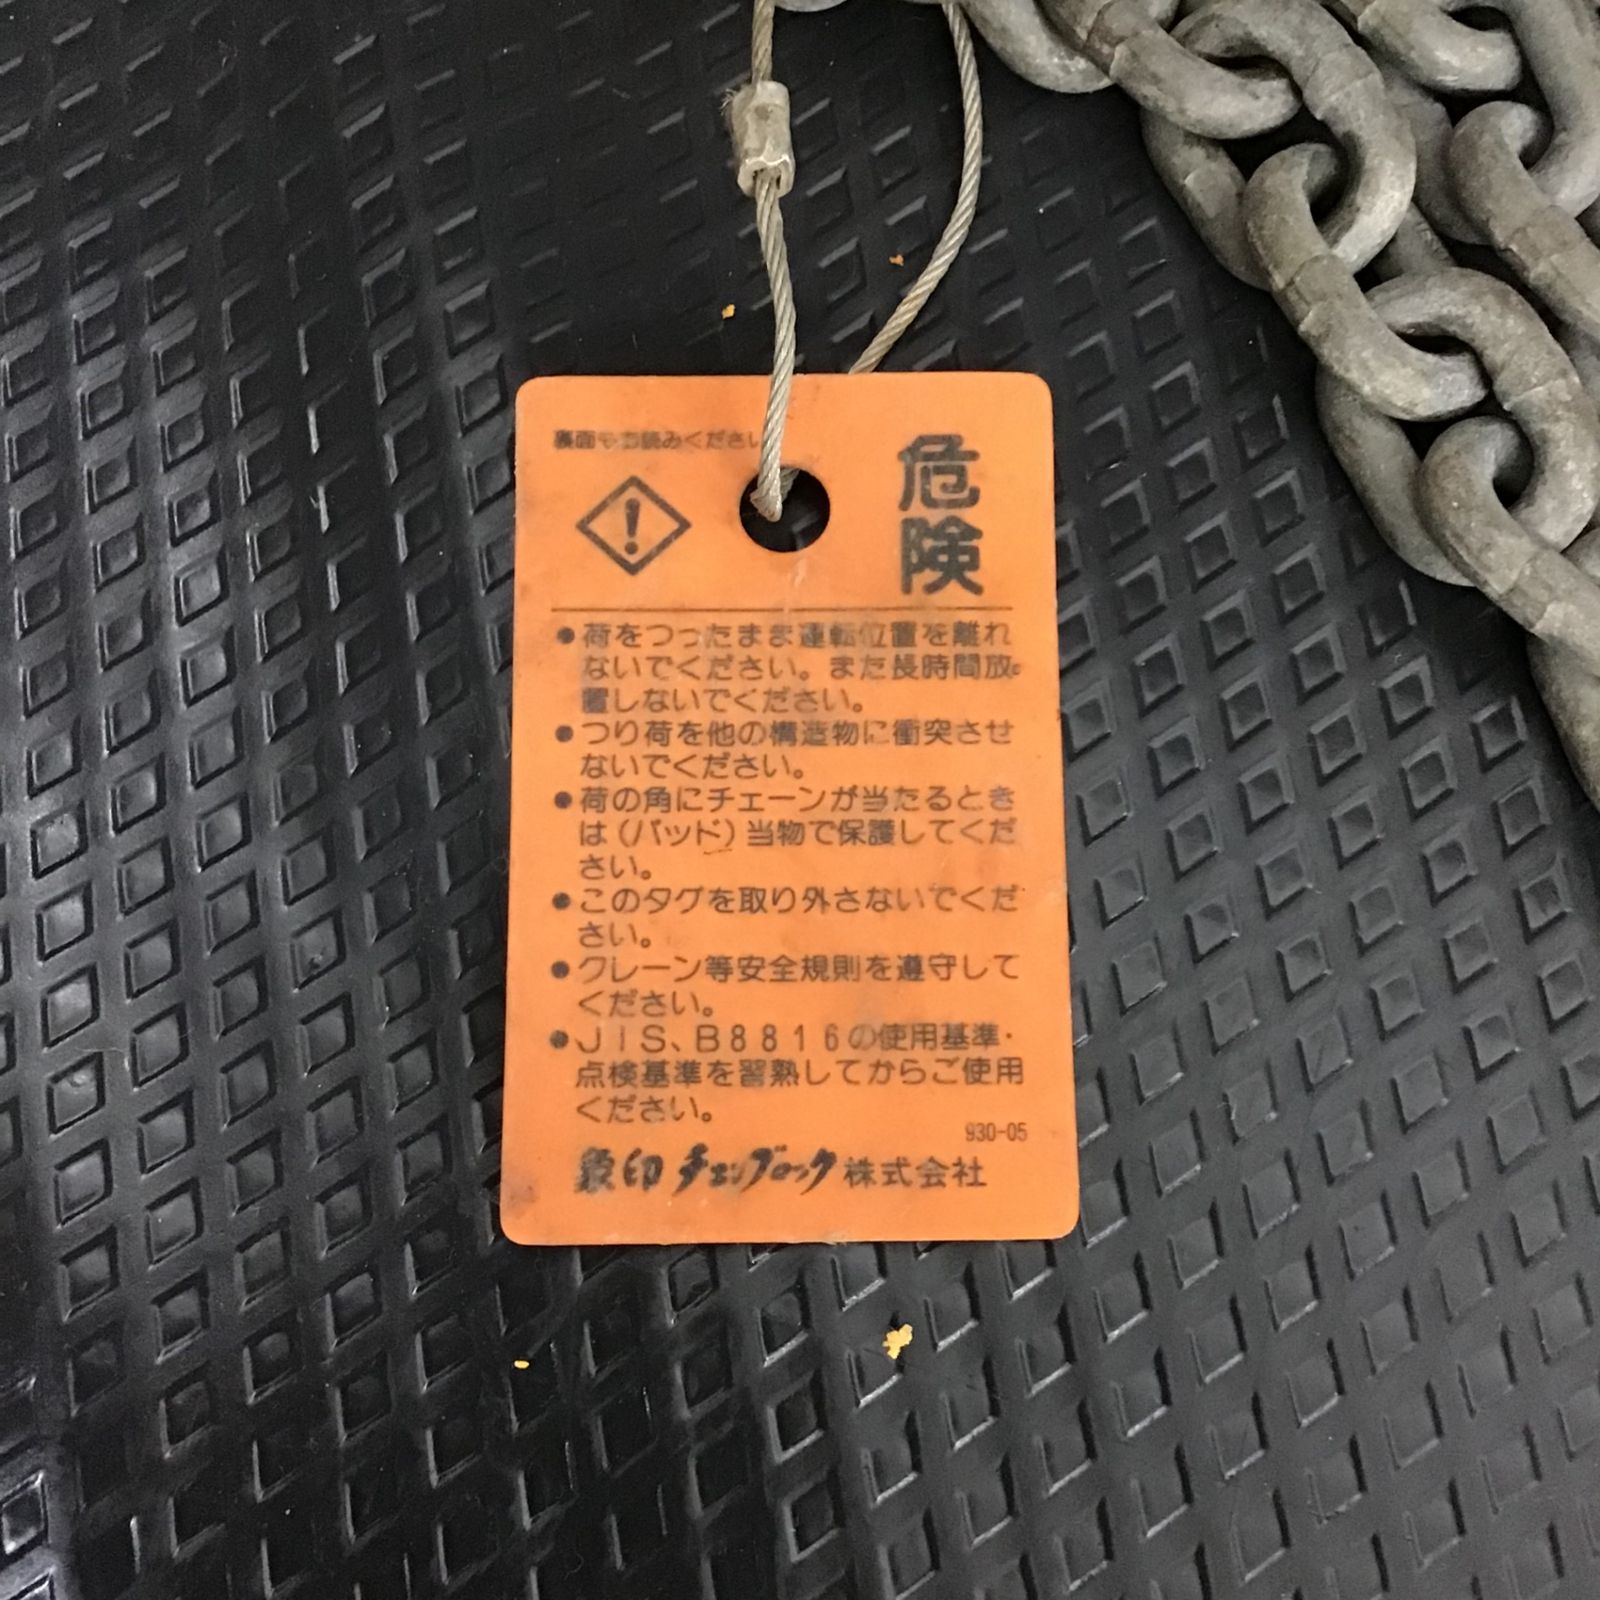 裏面もお読みください
危険
●荷をつったまま運転位置を離れ
ないでください。また長時間放
置しないでください。
●つり荷を他の構造物に衝突させ
ないでください。
●荷の角にチェーンが当たるとき
は(パッド)当物で保護してくだ
さい。
●このタグを取り外さないでくだ
さい。
●クレーン等安全規則を遵守して
ください。
●JIS、B8816の使用基準・
点検基準を習熟してからご使用
ください。
930-05
象印 チェンブロック 株式会社